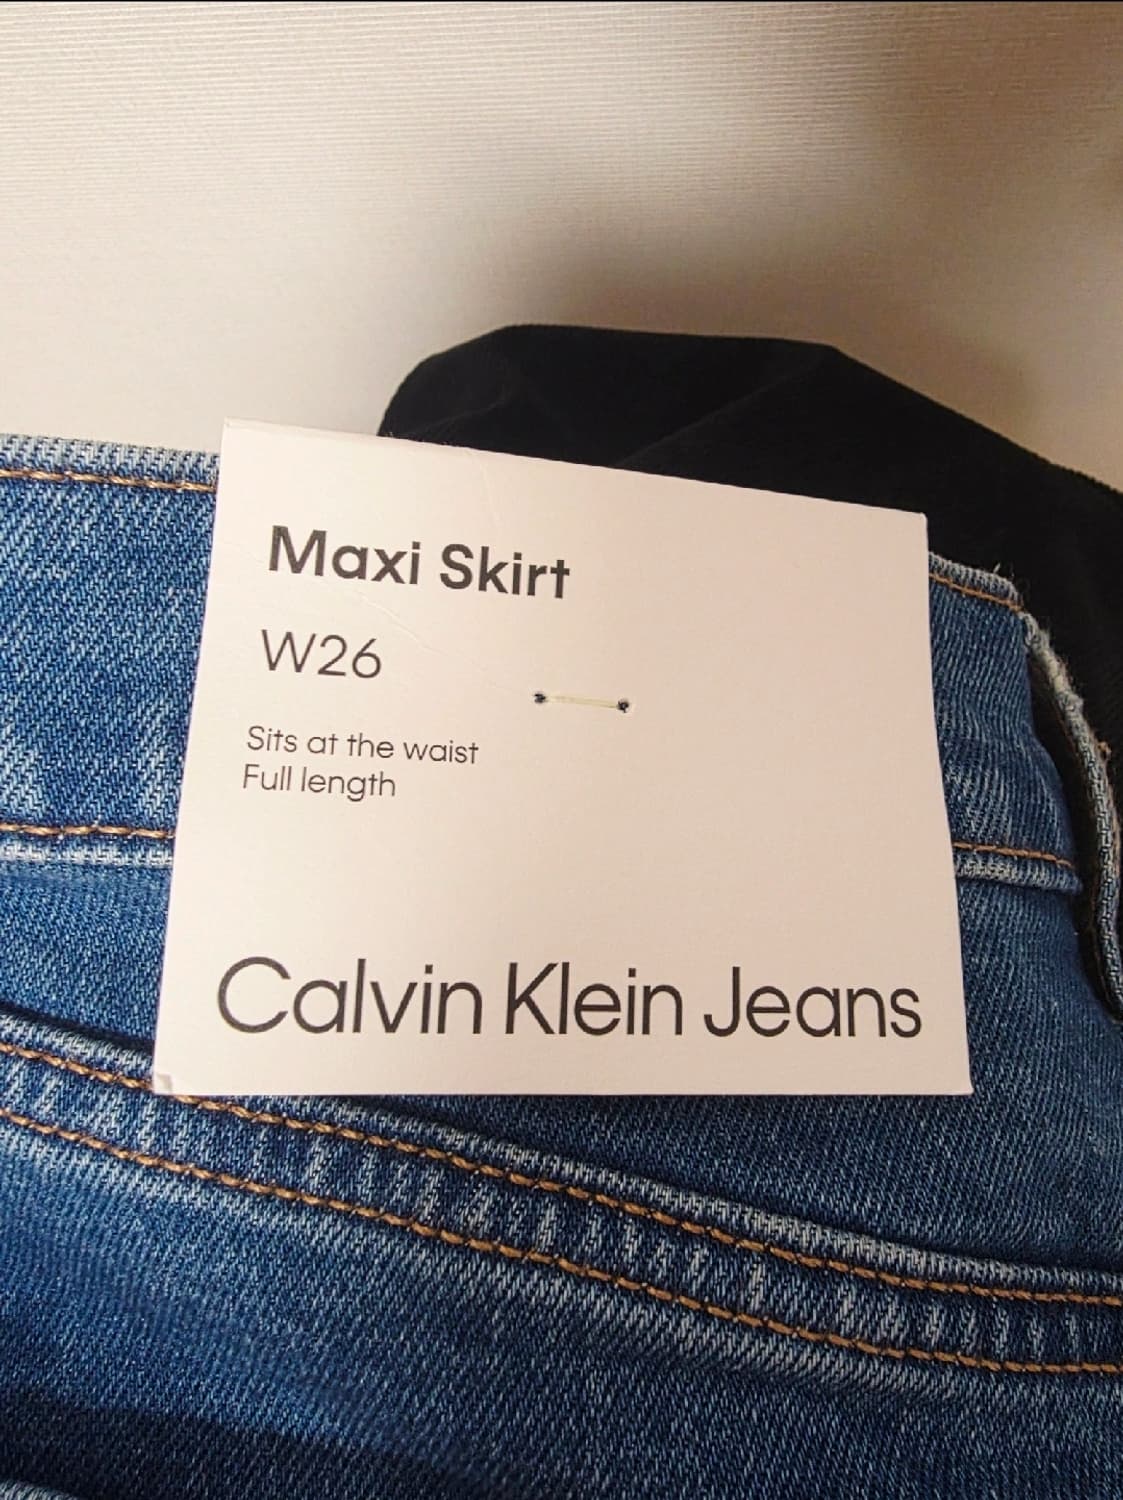 Maxi Skirt
W26
Sits at the waist
Full length
Calvin Klein Jeans